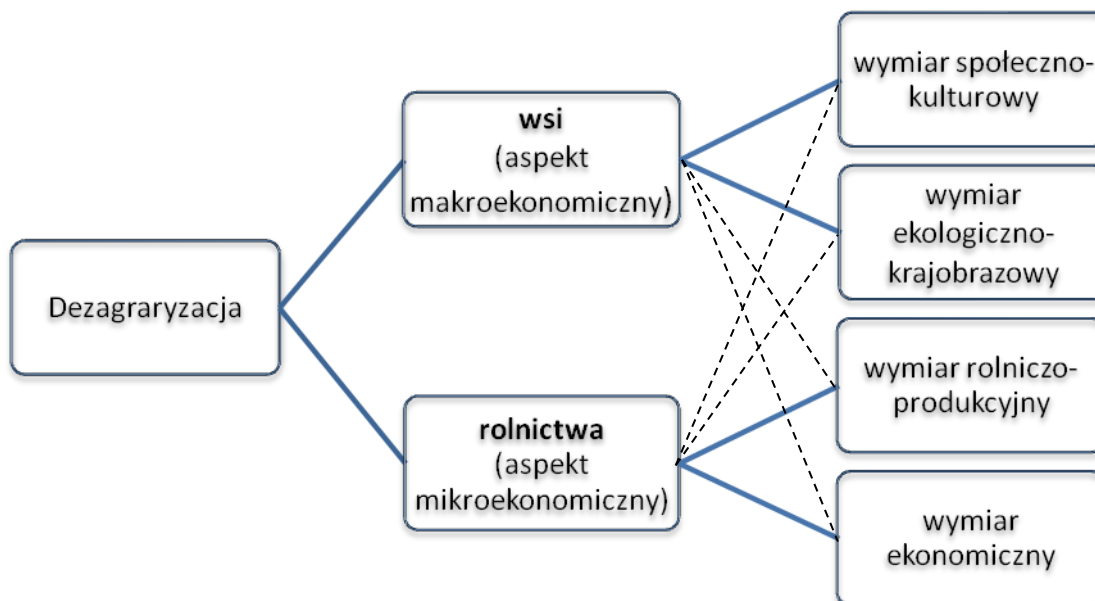 Dezagraryzacja
wsi
(aspekt
makroekonomiczny)
rolnictwa
(aspekt
mikroekonomiczny)
wymiar społeczno-
kulturowy
wymiar
ekologiczno-
krajobrazowy
wymiar rolniczo-
produkcyjny
wymiar
ekonomiczny